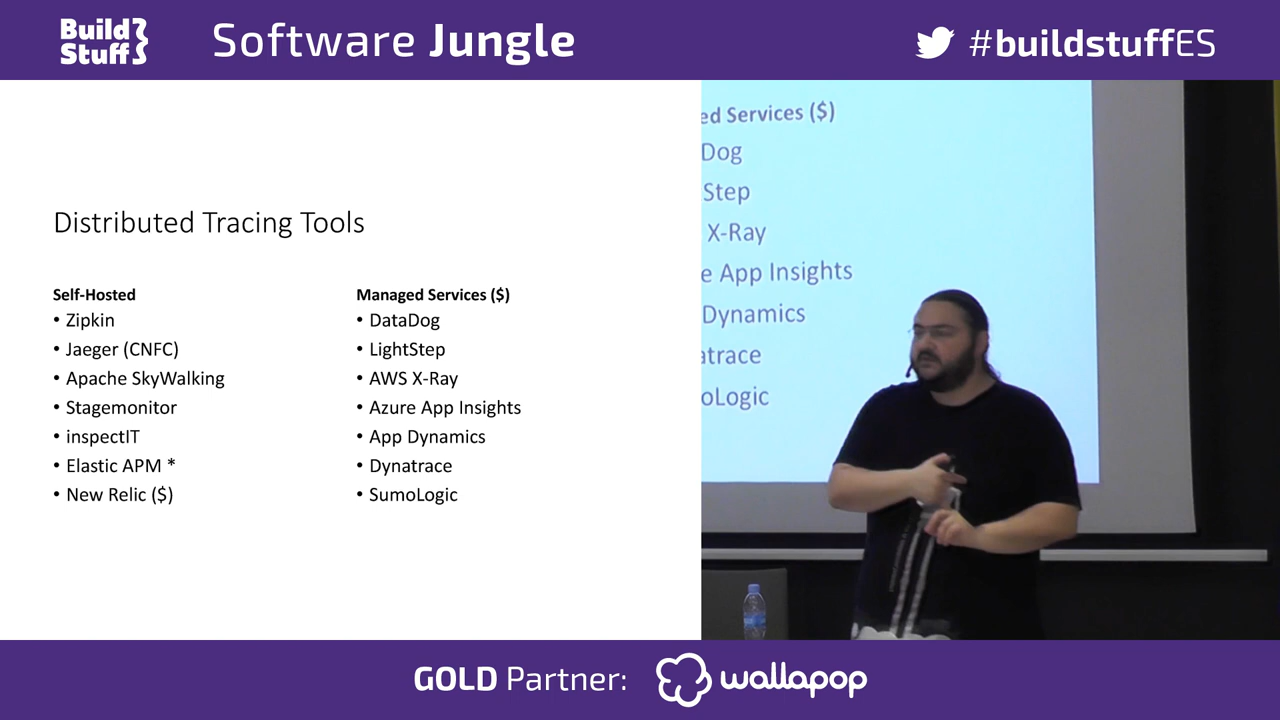 Build Stuff
Software Jungle
#buildstuffES
Distributed Tracing Tools
Self-Hosted
• Zipkin
• Jaeger (CNFC)
• Apache SkyWalking
• Stagemonitor
• inspectIT
• Elastic APM *
• New Relic ($)
Managed Services ($)
• DataDog
• LightStep
• AWS X-Ray
• Azure App Insights
• App Dynamics
• Dynatrace
• SumoLogic
ed Services ($)
Dog
Step
X-Ray
e App Insights
Dynamics
atrace
oLogic
GOLD Partner: wallapop